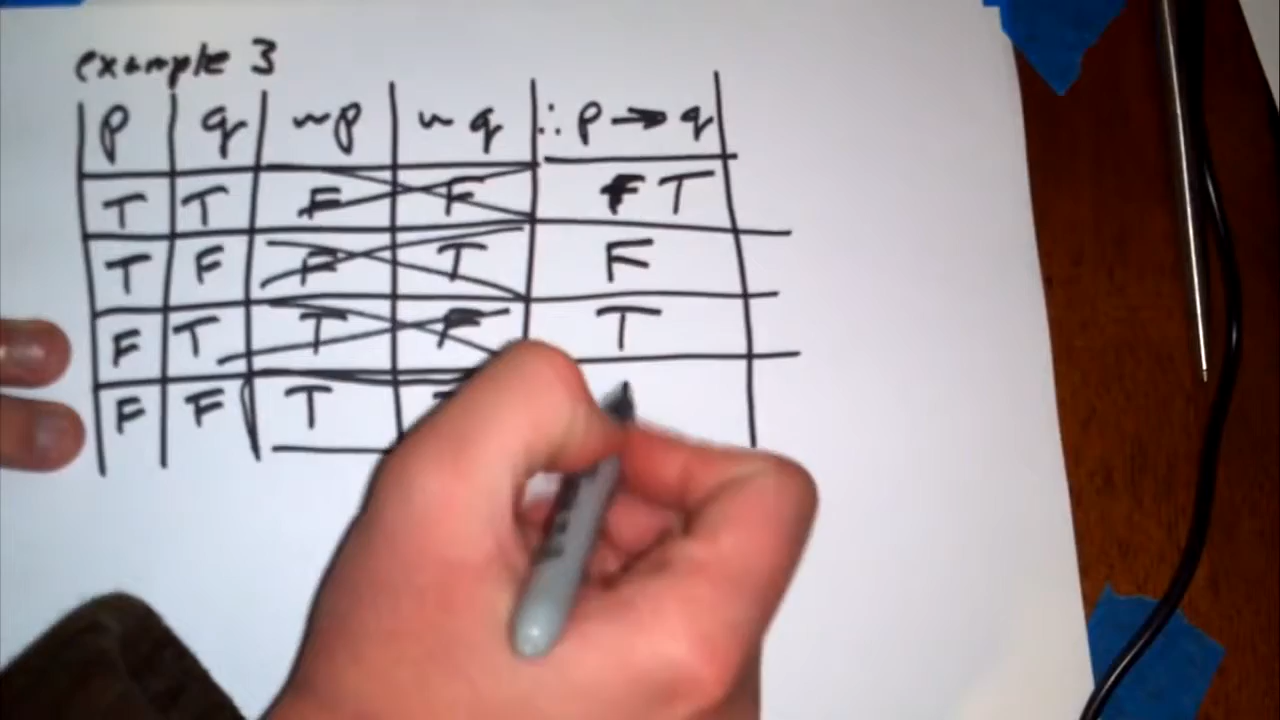 example 3
p q ~p ~q ∴ p → q
T T F F F T
T F F T F
F T T F T
F F T